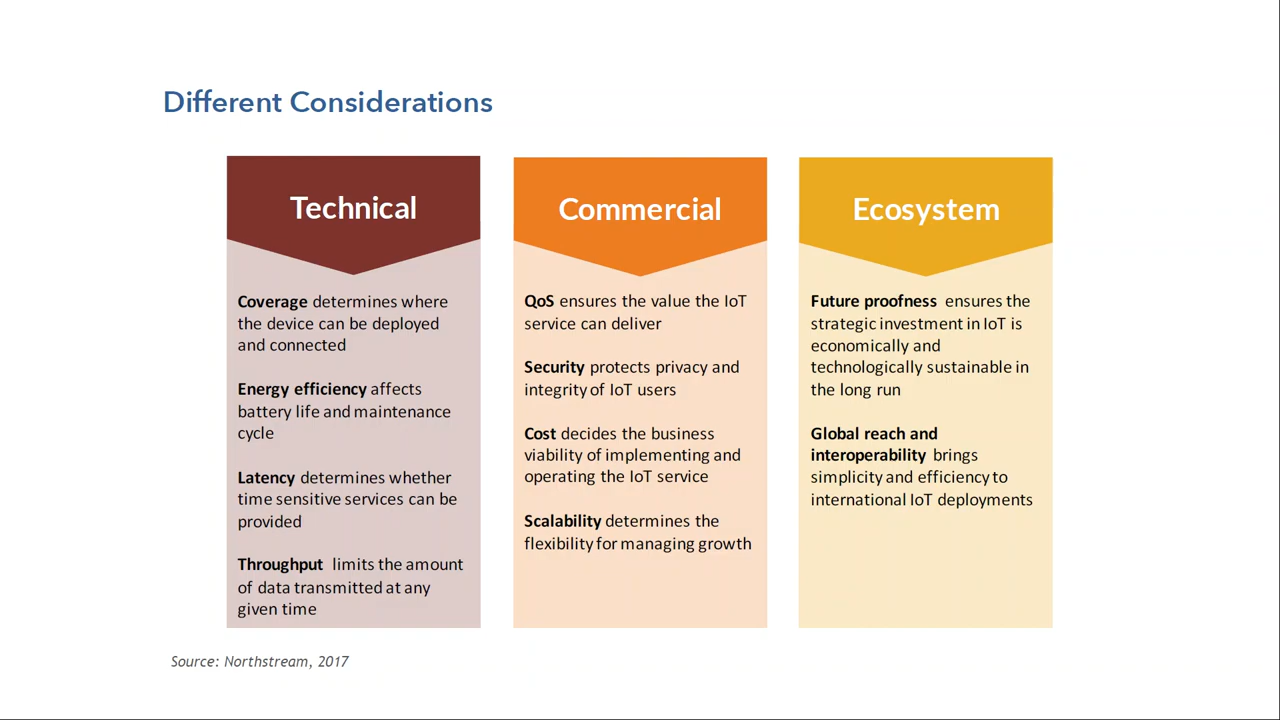 Different Considerations
Technical
Coverage determines where
the device can be deployed
and connected
Energy efficiency affects
battery life and maintenance
cycle
Latency determines whether
time sensitive services can be
provided
Throughput limits the amount
of data transmitted at any
given time
Commercial
QoS ensures the value the IoT
service can deliver
Security protects privacy and
integrity of IoT users
Cost decides the business
viability of implementing and
operating the IoT service
Scalability determines the
flexibility for managing growth
Ecosystem
Future proofness ensures the
strategic investment in IoT is
economically and
technologically sustainable in
the long run
Global reach and
interoperability brings
simplicity and efficiency to
international IoT deployments
Source: Northstream, 2017